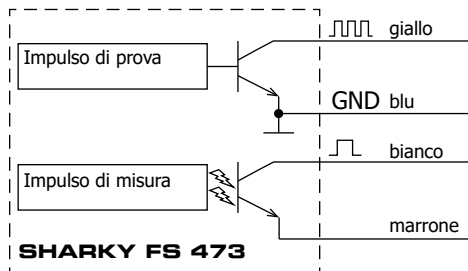 giallo
Impulso di prova
GND blu
bianco
Impulso di misura
marrone
SHARKY FS 473